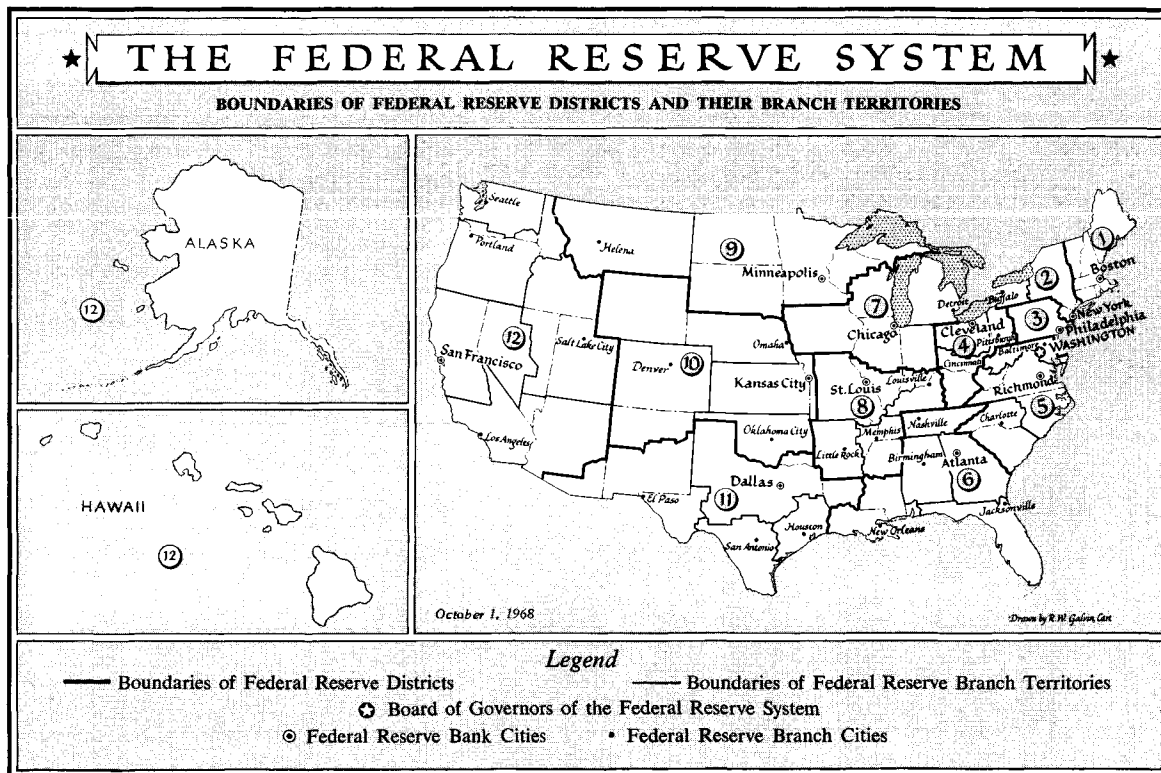 THE FEDERAL RESERVE SYSTEM
BOUNDARIES OF FEDERAL RESERVE DISTRICTS AND THEIR BRANCH TERRITORIES
ALASKA
12
HAWAII
12
Seattle
Portland
Helena
9
Minneapolis
1
Boston
2
Buffalo
Detroit
7
Chicago
3
New York
Philadelphia
WASHINGTON
Cleveland
Pittsburgh
4
Baltimore
Cincinnati
12
San Francisco
Salt Lake City
Omaha
Denver
10
Kansas City
St. Louis
Louisville
8
Richmond
5
Charlotte
Los Angeles
Oklahoma City
Memphis
Nashville
Little Rock
Birmingham
Atlanta
6
Dallas
11
El Paso
Jacksonville
Houston
New Orleans
San Antonio
October 1, 1968
Drawn by R. W. Galvin, Cart.
Legend
Boundaries of Federal Reserve Districts
Boundaries of Federal Reserve Branch Territories
Board of Governors of the Federal Reserve System
Federal Reserve Bank Cities
Federal Reserve Branch Cities